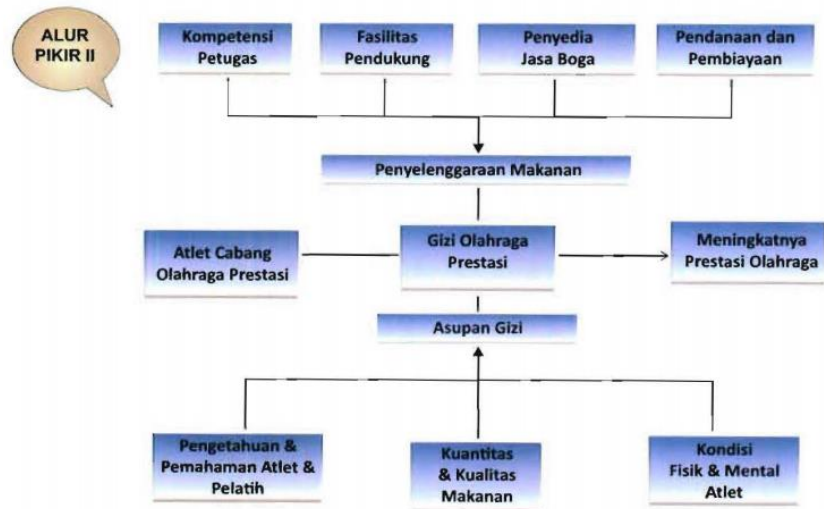 ALUR
PIKIR II
Kompetensi
Petugas
Fasilitas
Pendukung
Penyedia
Jasa Boga
Pendanaan dan
Pembiayaan
Penyelenggaraan Makanan
Atlet Cabang
Olahraga Prestasi
Gizi Olahraga
Prestasi
Meningkatnya
Prestasi Olahraga
Asupan Gizi
Pengetahuan &
Pemahaman Atlet &
Pelatih
Kuantitas
& Kualitas
Makanan
Kondisi
Fisik & Mental
Atlet